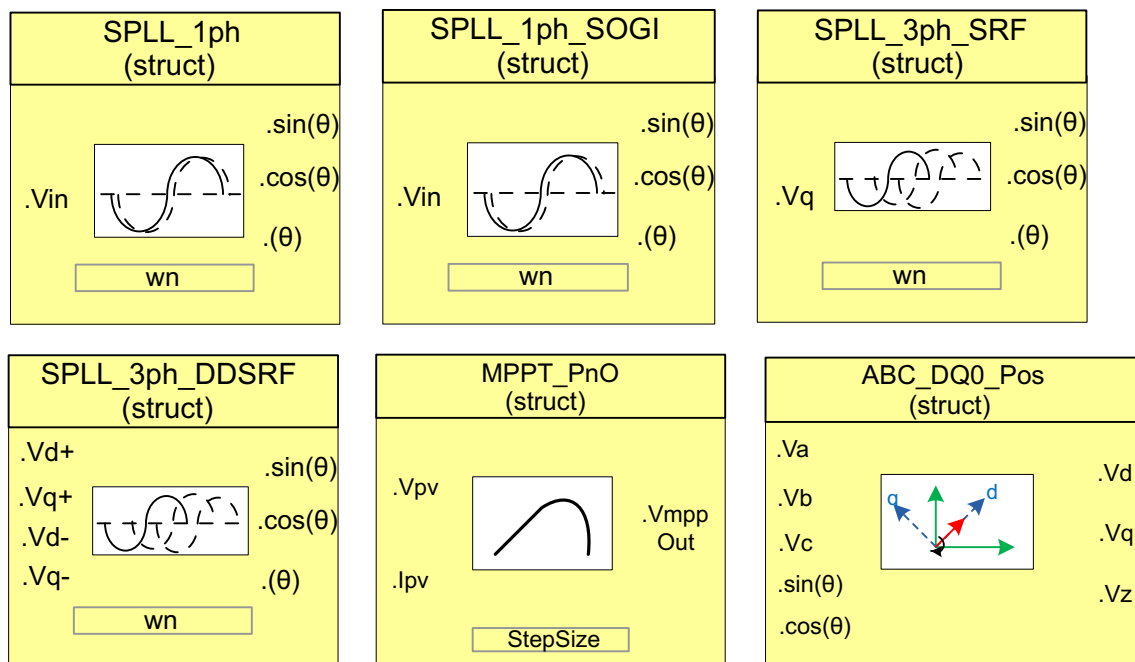 SPLL_1ph
(struct)
.Vin
.sin(θ)
.cos(θ)
.(θ)
wn
SPLL_1ph_SOGI
(struct)
.Vin
.sin(θ)
.cos(θ)
.(θ)
wn
SPLL_3ph_SRF
(struct)
.Vq
.sin(θ)
.cos(θ)
.(θ)
wn
SPLL_3ph_DDSRF
(struct)
.Vd+
.Vq+
.Vd-
.Vq-
.sin(θ)
.cos(θ)
.(θ)
wn
MPPT_PnO
(struct)
.Vpv
.Ipv
.Vmpp
Out
StepSize
ABC_DQ0_Pos
(struct)
.Va
.Vb
.Vc
.sin(θ)
.cos(θ)
q
d
.Vd
.Vq
.Vz